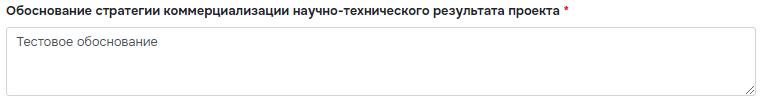 Обоснование стратегии коммерциализации научно-технического результата проекта *
Тестовое обоснование